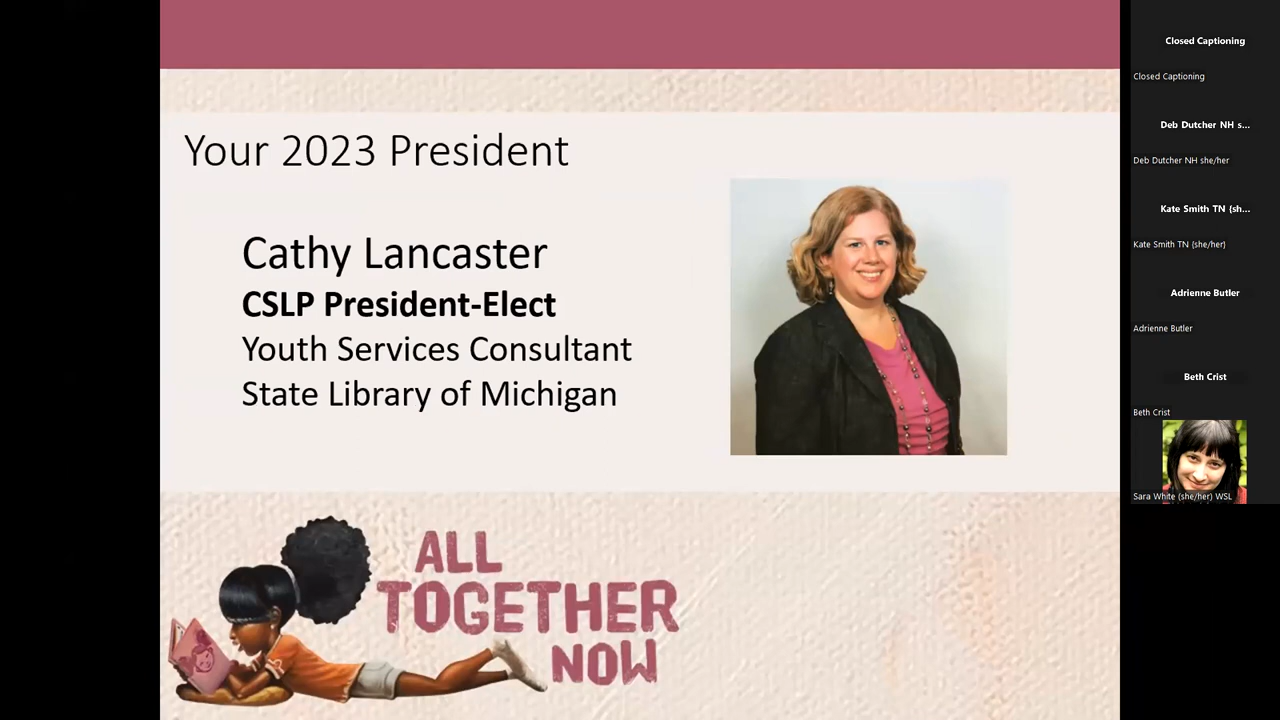 Your 2023 President
Cathy Lancaster
CSLP President-Elect
Youth Services Consultant
State Library of Michigan
ALL
TOGETHER
NOW
Closed Captioning
Closed Captioning
Deb Dutcher NH s...
Deb Dutcher NH she/her
Kate Smith TN (sh...
Kate Smith TN (she/her)
Adrienne Butler
Adrienne Butler
Beth Crist
Beth Crist
Sara White (she/her) WSL